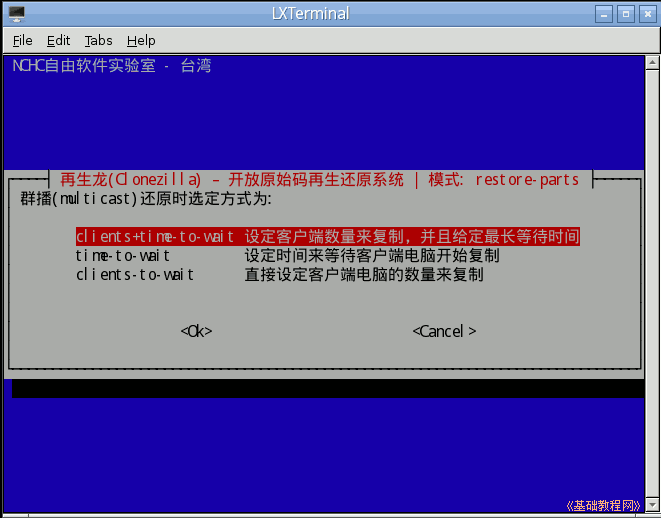 LXTerminal
File Edit Tabs Help
NCHC自由软件实验室 - 台湾
再生龙(Clonezilla) - 开放原始码再生还原系统 | 模式: restore-parts
群播(multicast)还原时选定方式为:
clients+time-to-wait 设定客户端数量来复制，并且给定最长等待时间
time-to-wait 设定时间来等待客户端电脑开始复制
clients-to-wait 直接设定客户端电脑的数量来复制
<Ok> <Cancel>
《基础教程网》